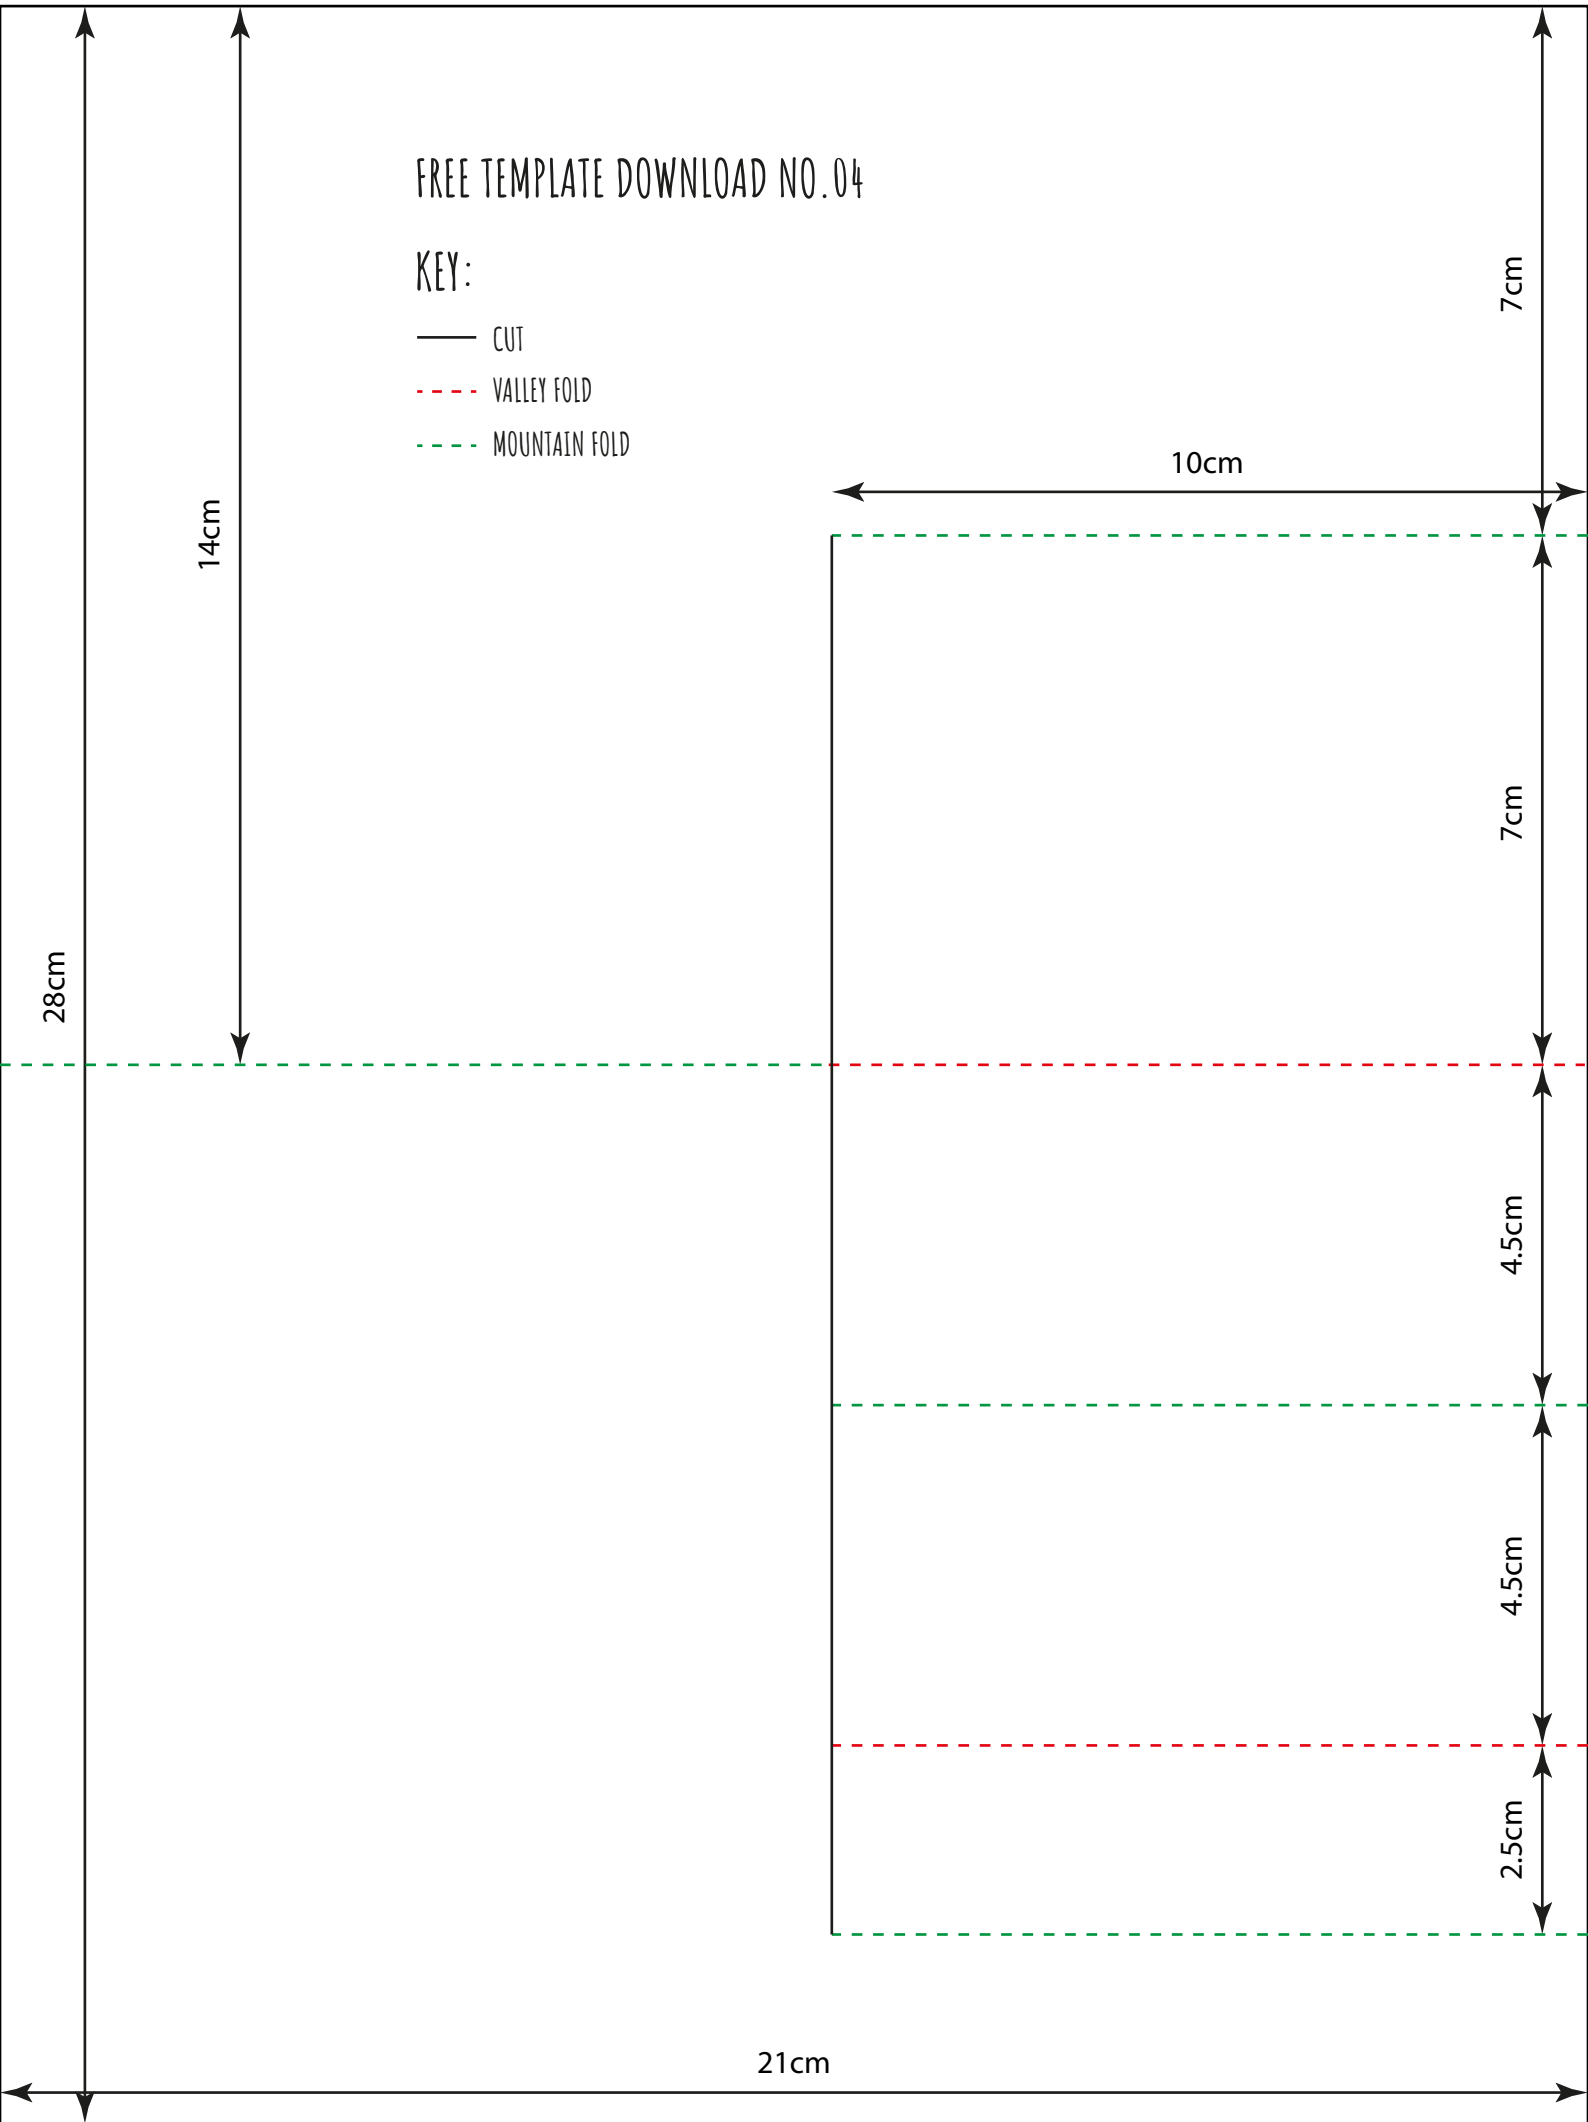 FREE TEMPLATE DOWNLOAD NO.04
KEY:
CUT
VALLEY FOLD
MOUNTAIN FOLD
7cm
10cm
14cm
7cm
28cm
4.5cm
4.5cm
2.5cm
21cm